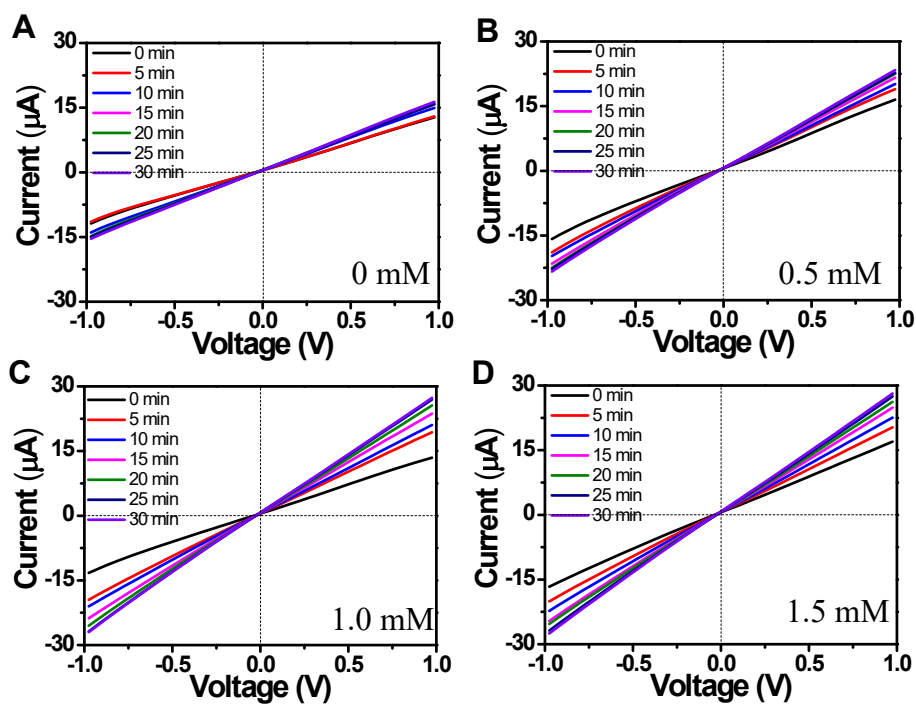 A
30
15
0
-15
-30
Current (µA)
0 min
5 min
10 min
15 min
20 min
25 min
30 min
0 mM
-1.0
-0.5
0.0
0.5
1.0
Voltage (V)
B
30
15
0
-15
-30
Current (µA)
0 min
5 min
10 min
15 min
20 min
25 min
30 min
0.5 mM
-1.0
-0.5
0.0
0.5
1.0
Voltage (V)
C
30
15
0
-15
-30
Current (µA)
0 min
5 min
10 min
15 min
20 min
25 min
30 min
1.0 mM
-1.0
-0.5
0.0
0.5
1.0
Voltage (V)
D
30
15
0
-15
-30
Current (µA)
0 min
5 min
10 min
15 min
20 min
25 min
30 min
1.5 mM
-1.0
-0.5
0.0
0.5
1.0
Voltage (V)